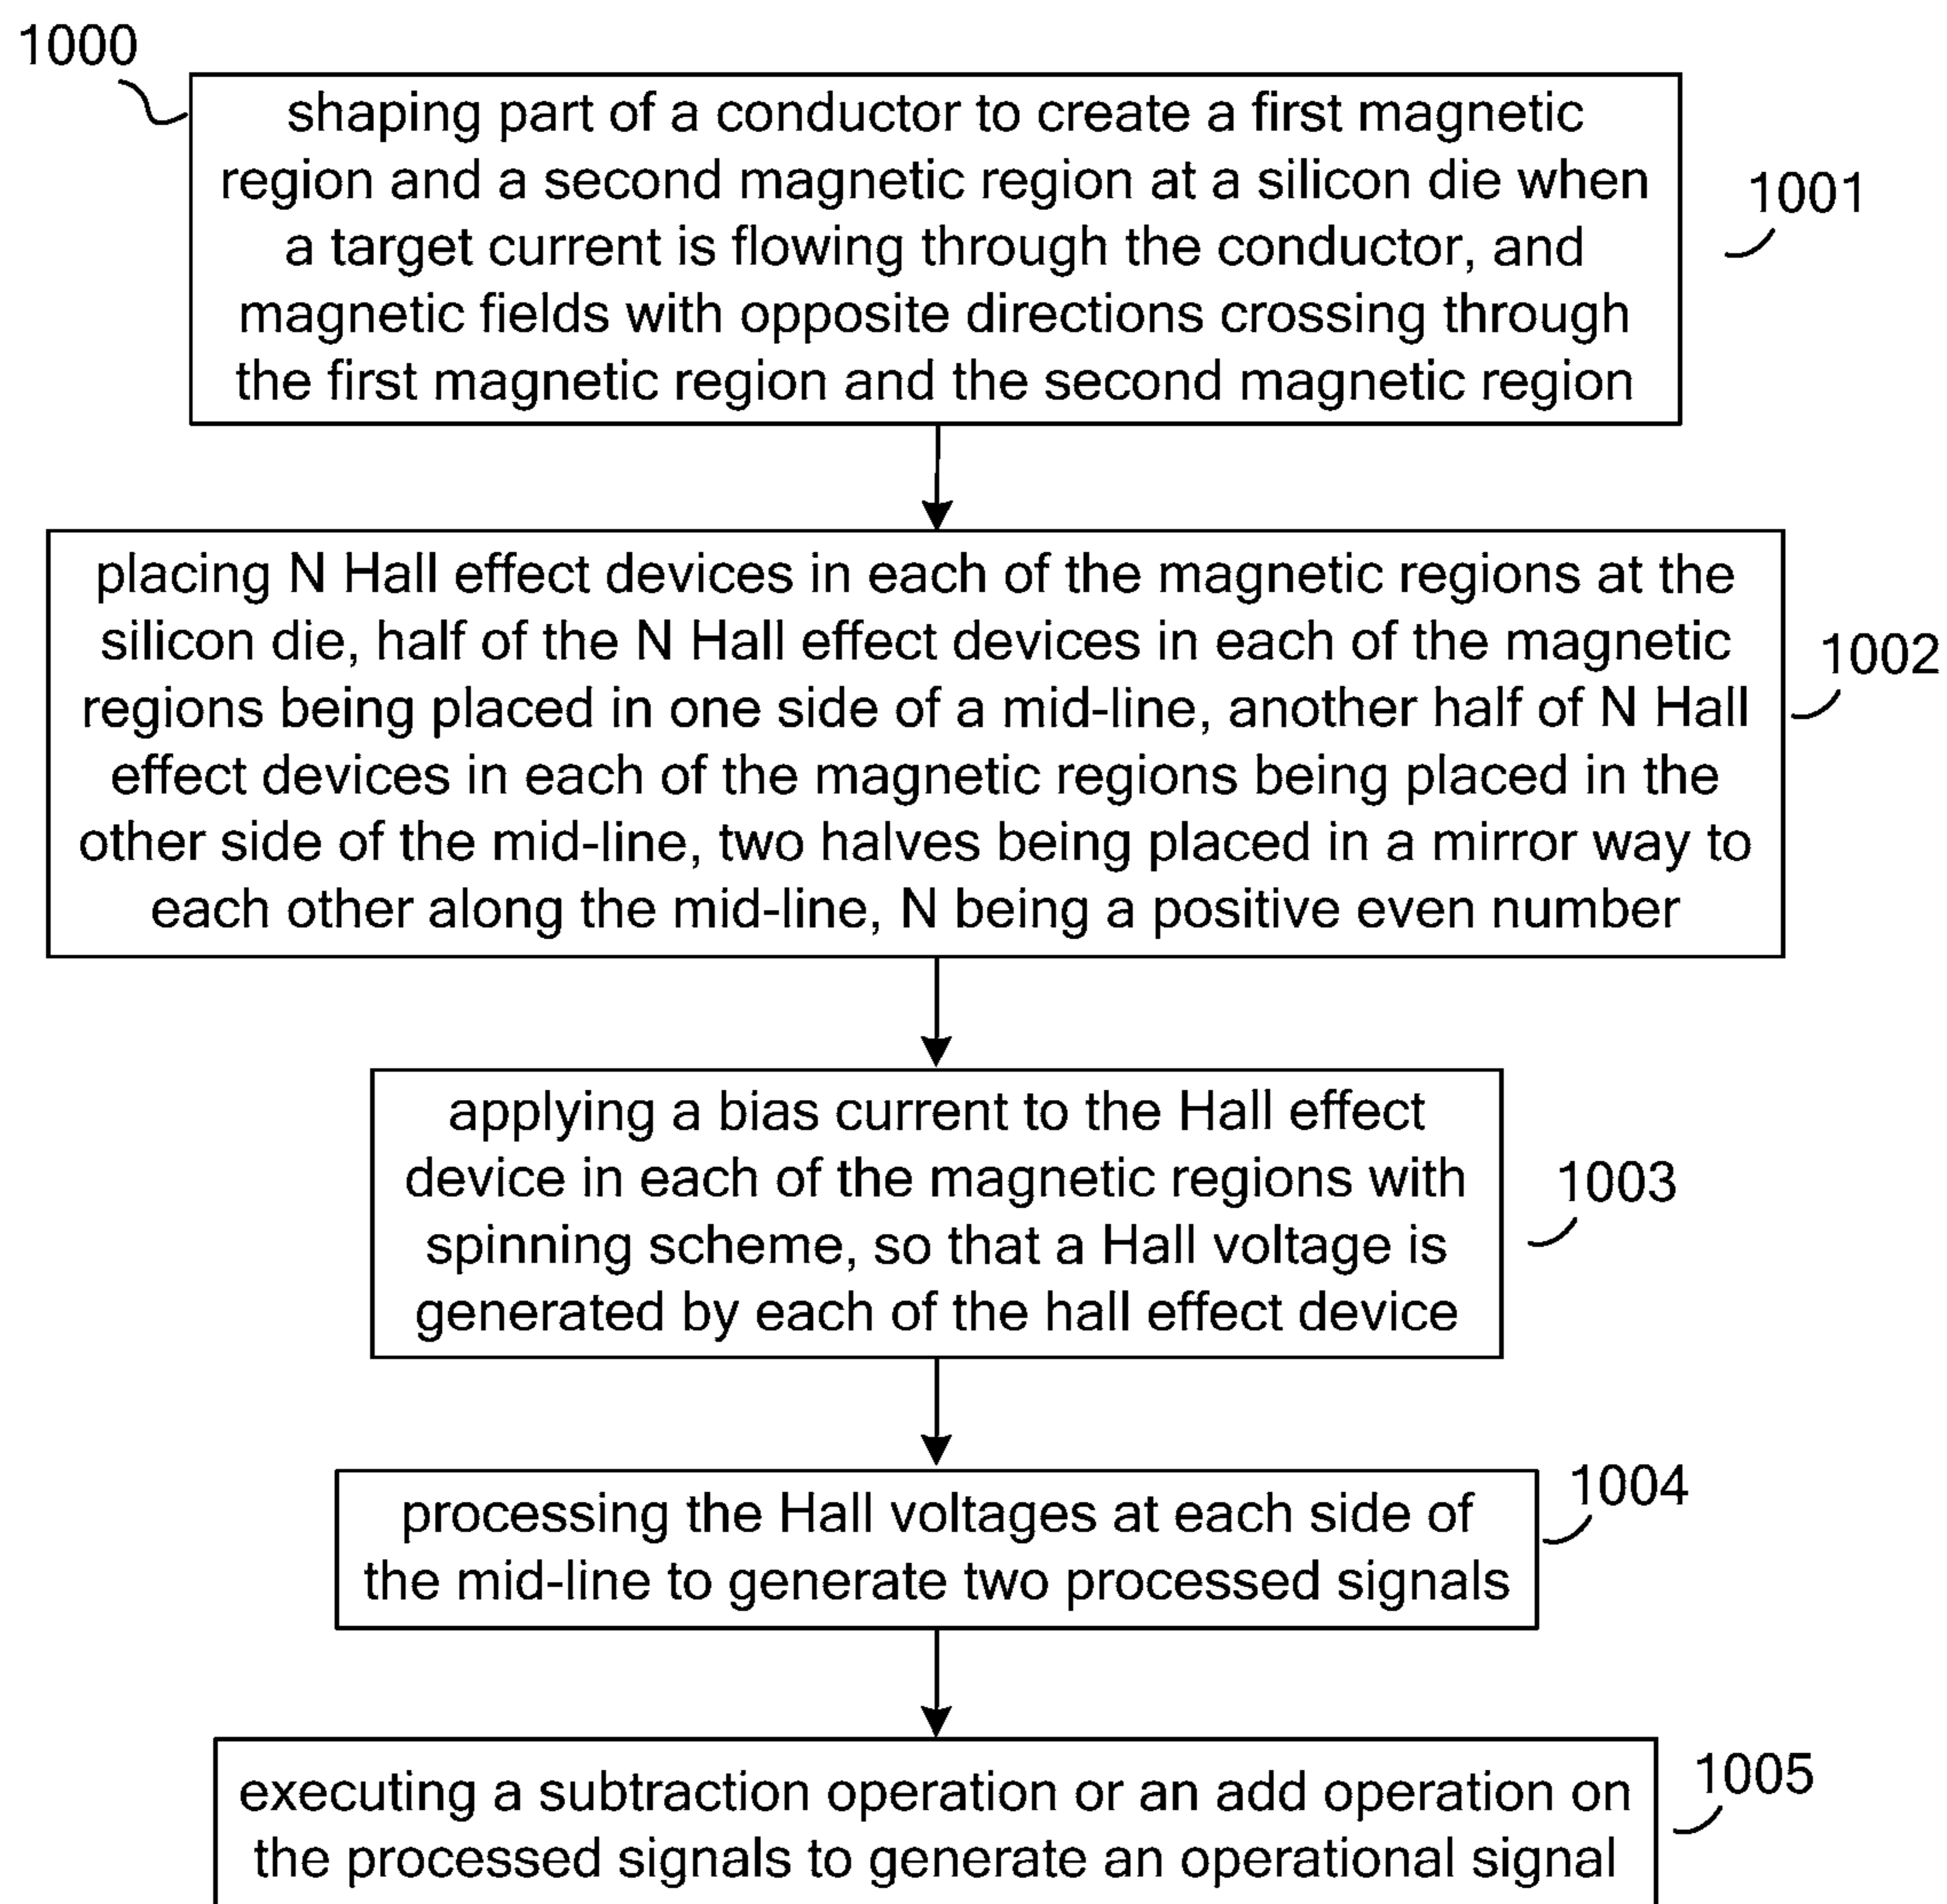 1000
shaping part of a conductor to create a first magnetic
region and a second magnetic region at a silicon die when
a target current is flowing through the conductor, and
magnetic fields with opposite directions crossing through
the first magnetic region and the second magnetic region
1001
placing N Hall effect devices in each of the magnetic regions at the
silicon die, half of the N Hall effect devices in each of the magnetic
regions being placed in one side of a mid-line, another half of N Hall
effect devices in each of the magnetic regions being placed in the
other side of the mid-line, two halves being placed in a mirror way to
each other along the mid-line, N being a positive even number
1002
applying a bias current to the Hall effect
device in each of the magnetic regions with
spinning scheme, so that a Hall voltage is
generated by each of the hall effect device
1003
processing the Hall voltages at each side of
the mid-line to generate two processed signals
1004
executing a subtraction operation or an add operation on
the processed signals to generate an operational signal
1005